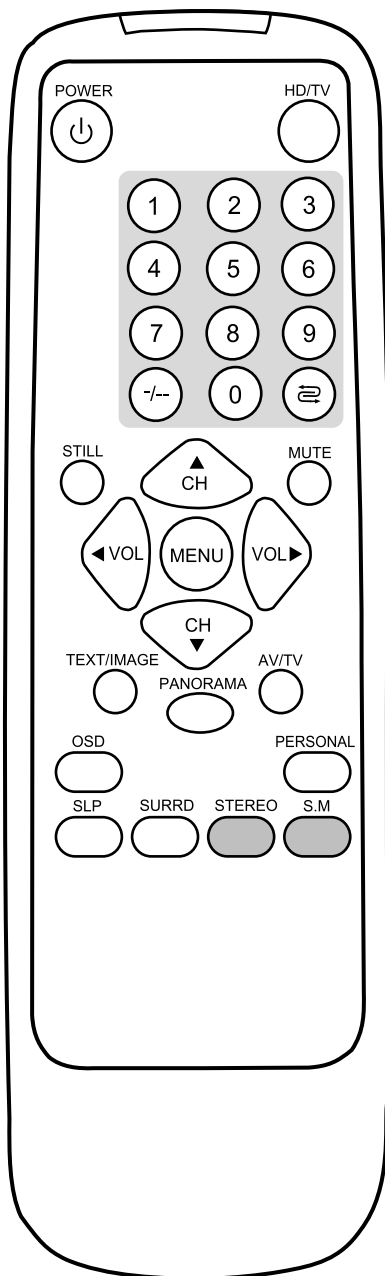 POWER HD/TV
1 2 3
4 5 6
7 8 9
-/-- 0
STILL MUTE
▲
CH
◀ VOL MENU VOL ▶
CH
▼
TEXT/IMAGE PANORAMA AV/TV
OSD PERSONAL
SLP SURRD STEREO S.M